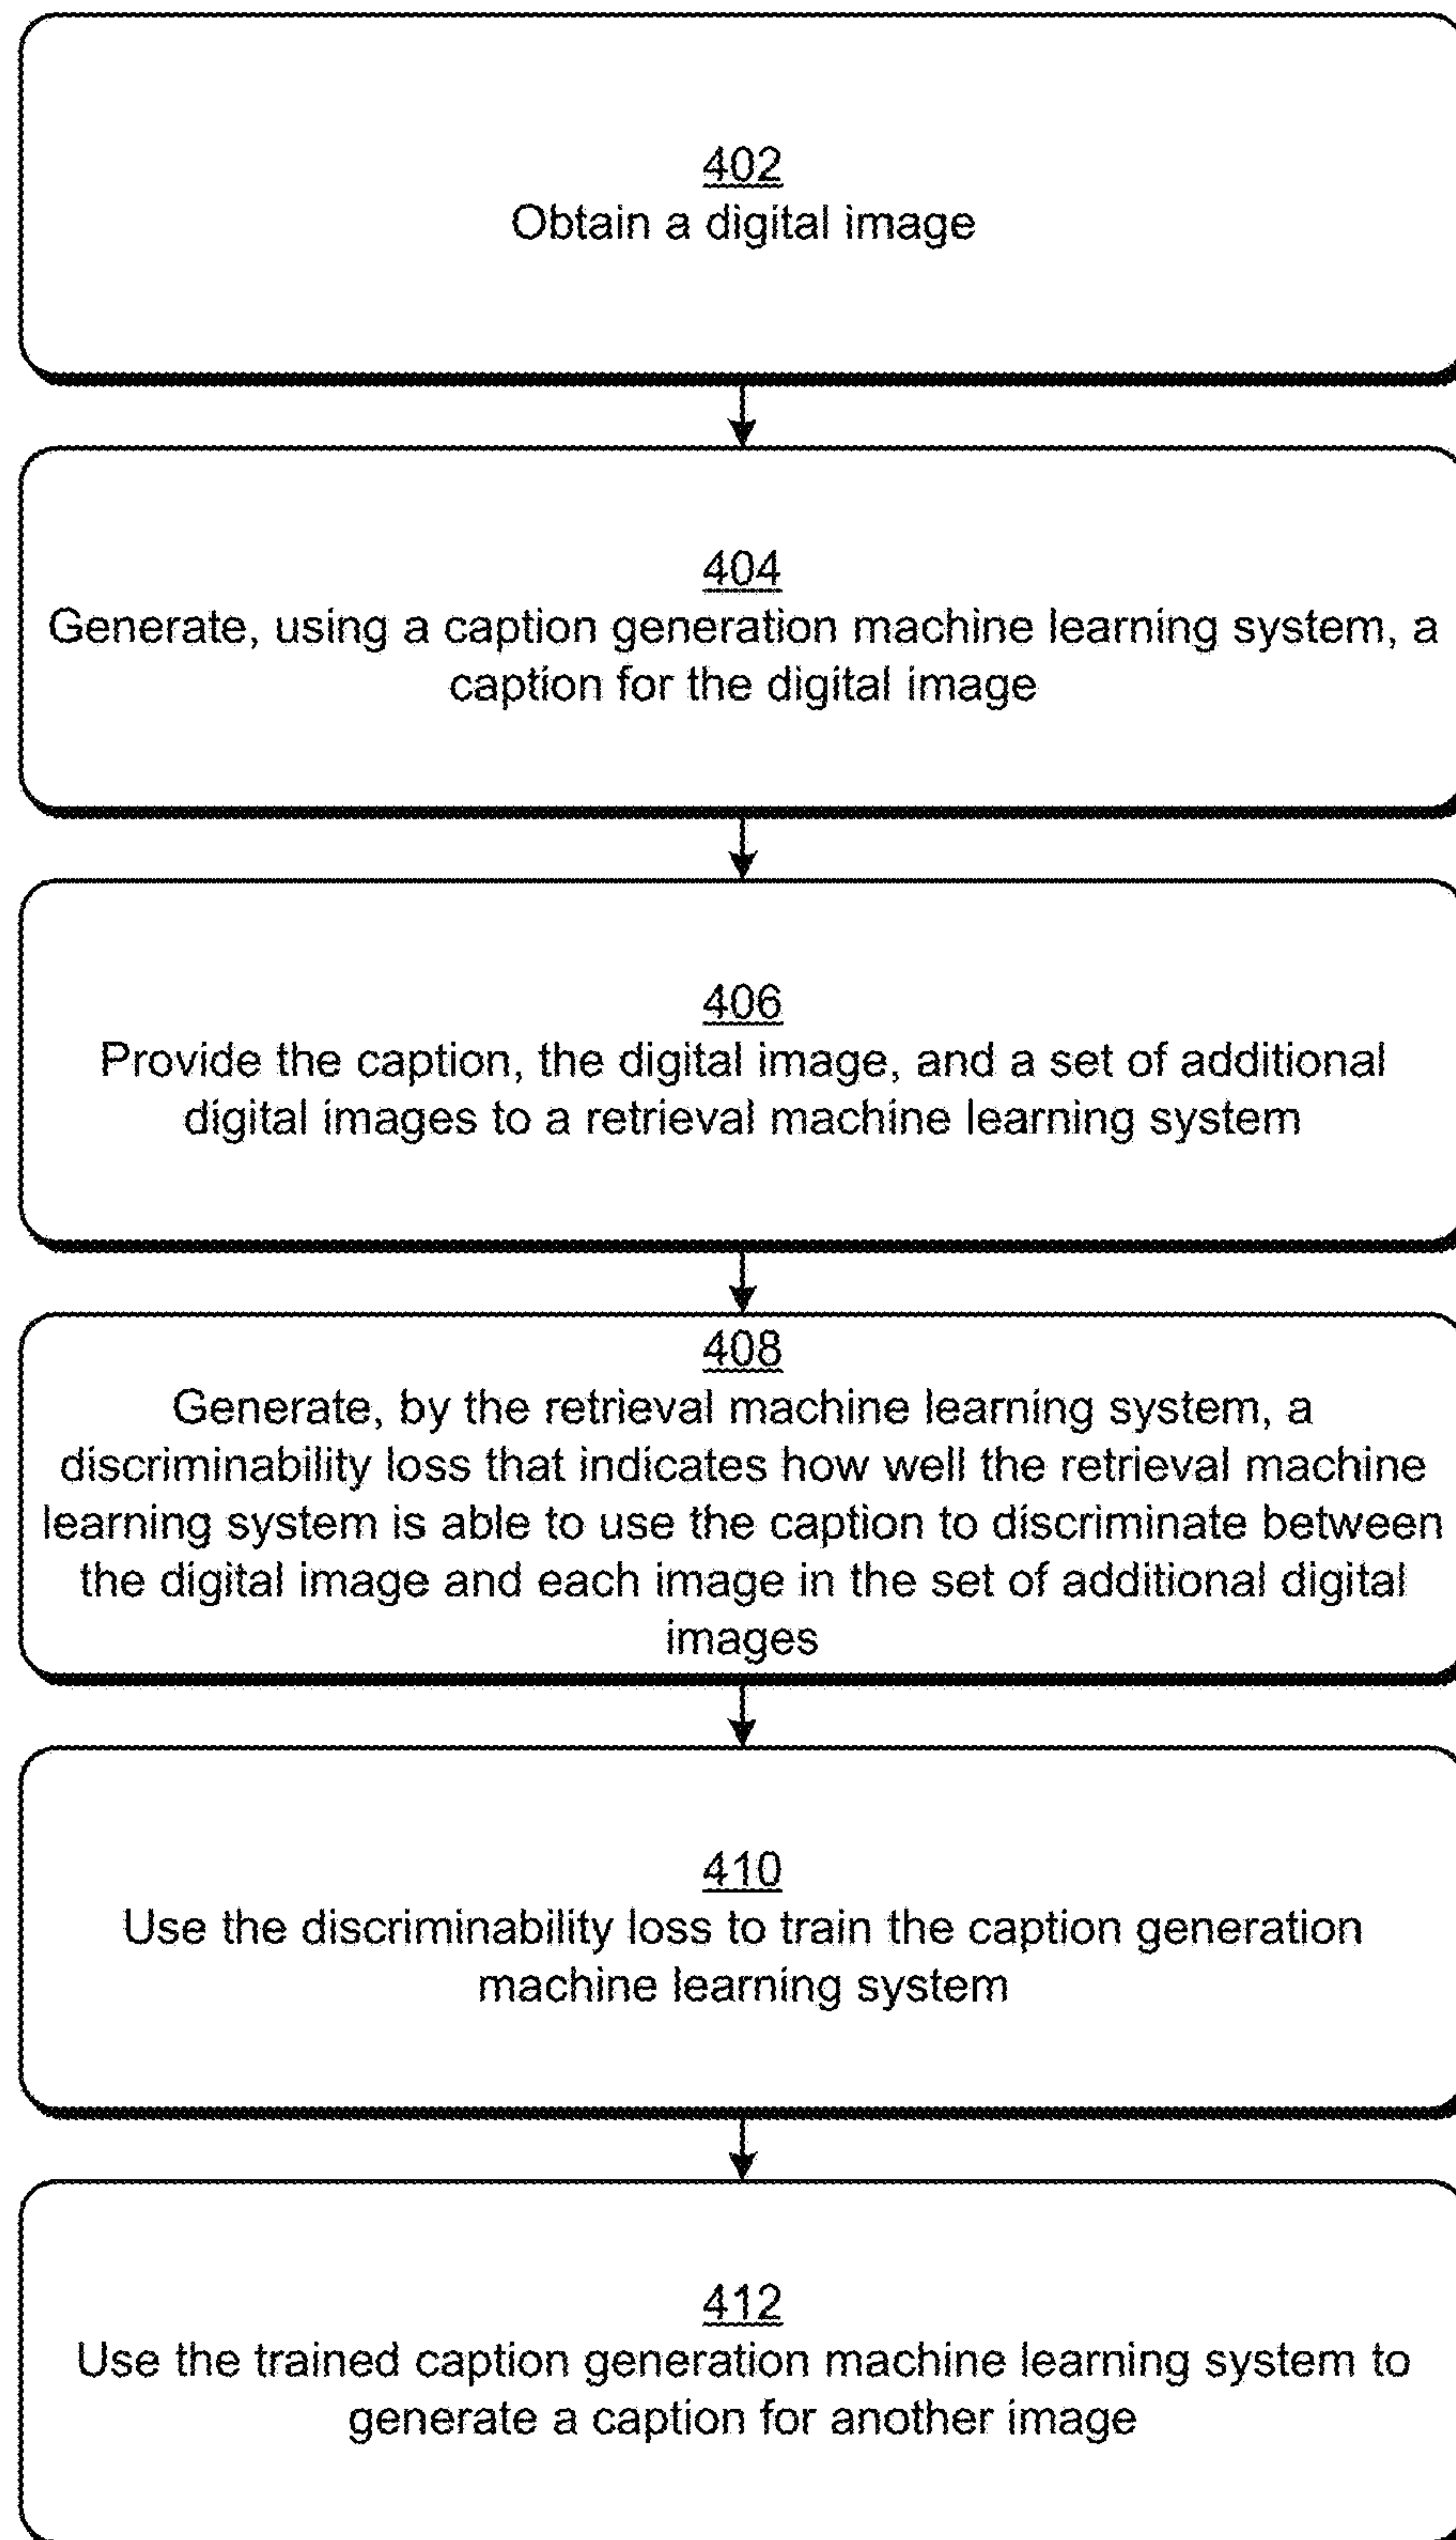 402
Obtain a digital image
404
Generate, using a caption generation machine learning system, a
caption for the digital image
406
Provide the caption, the digital image, and a set of additional
digital images to a retrieval machine learning system
408
Generate, by the retrieval machine learning system, a
discriminability loss that indicates how well the retrieval machine
learning system is able to use the caption to discriminate between
the digital image and each image in the set of additional digital
images
410
Use the discriminability loss to train the caption generation
machine learning system
412
Use the trained caption generation machine learning system to
generate a caption for another image